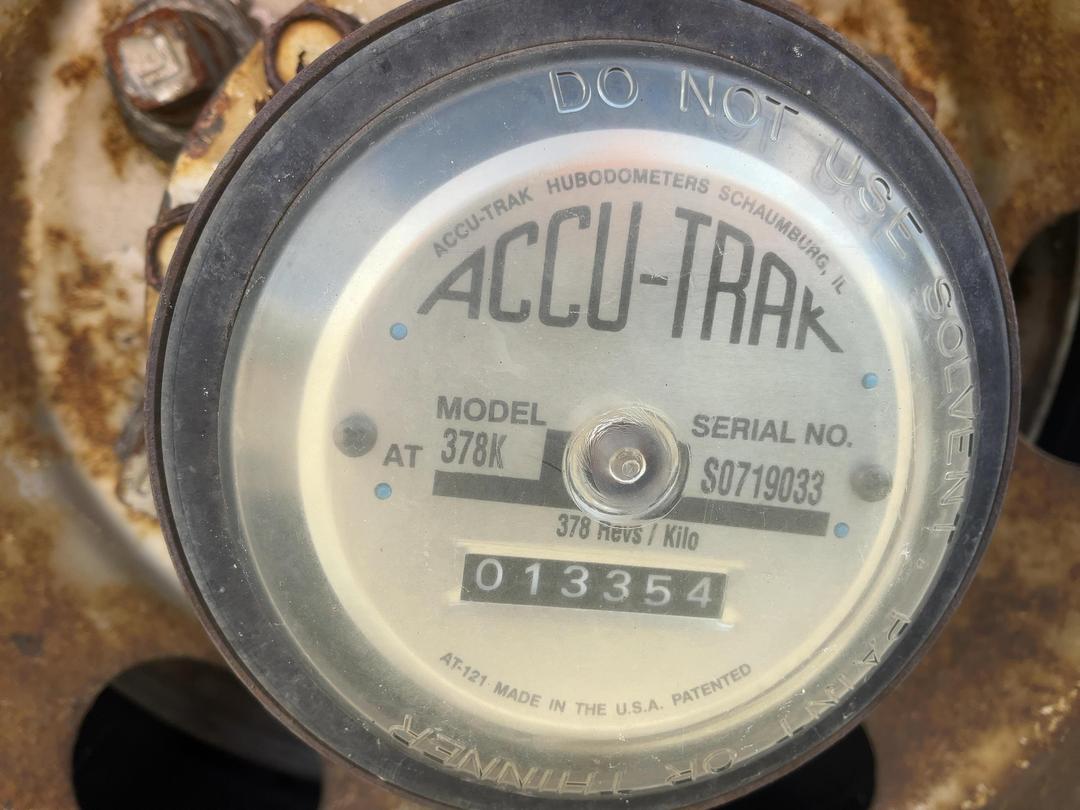 DO NOT USE SOLVENT • PAINT OR THINNER
ACCU-TRAK HUBODOMETERS SCHAUMBURG, IL
ACCU-TRAK
MODEL SERIAL NO.
AT 378K S0719033
378 Revs / Kilo
013354
AT-121 MADE IN THE U.S.A. PATENTED